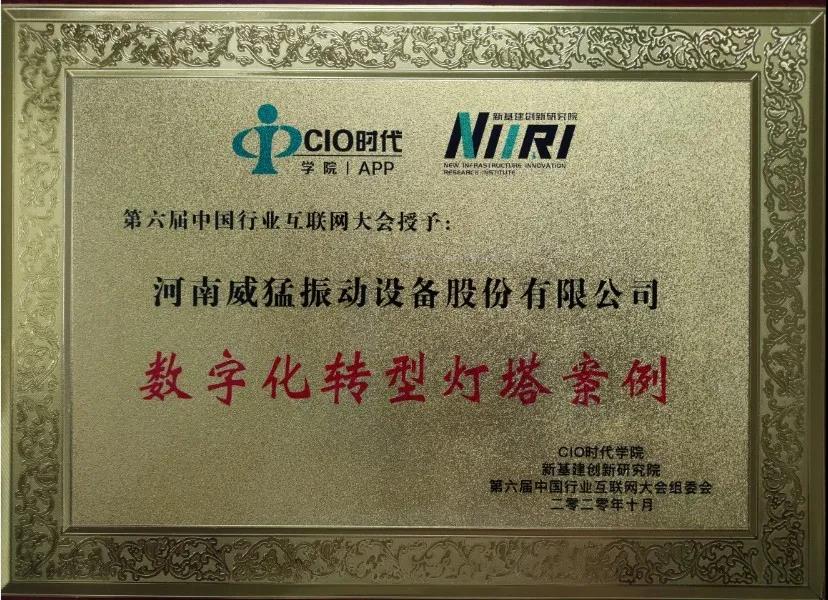 CIO时代
学院 | APP
新基建创新研究院
NIIRI
NEW INFRASTRUCTURE INNOVATION
RESEARCH INSTITUTE
第六届中国行业互联网大会授予:
河南威猛振动设备股份有限公司
数字化转型灯塔案例
CIO时代学院
新基建创新研究院
第六届中国行业互联网大会组委会
二零二零年十月